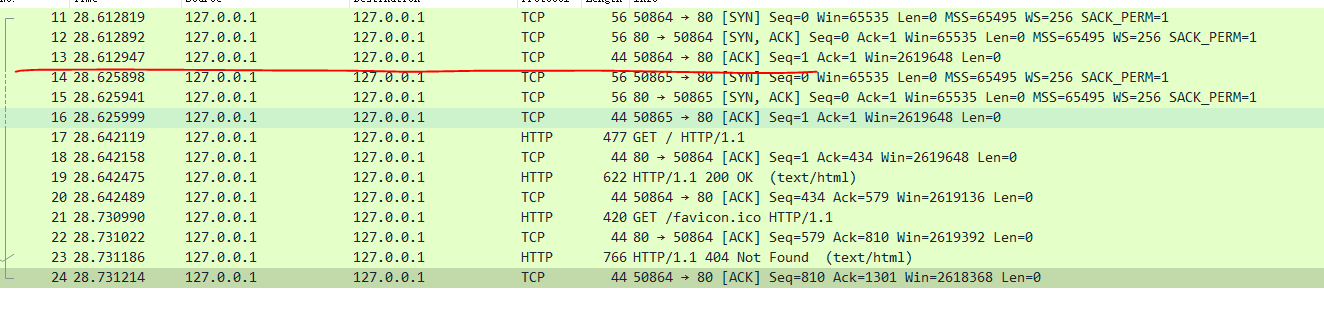 No. Time Source Destination Protocol Length Info
11 28.612819 127.0.0.1 127.0.0.1 TCP 56 50864 → 80 [SYN] Seq=0 Win=65535 Len=0 MSS=65495 WS=256 SACK_PERM=1
12 28.612892 127.0.0.1 127.0.0.1 TCP 56 80 → 50864 [SYN, ACK] Seq=0 Ack=1 Win=65535 Len=0 MSS=65495 WS=256 SACK_PERM=1
13 28.612947 127.0.0.1 127.0.0.1 TCP 44 50864 → 80 [ACK] Seq=1 Ack=1 Win=2619648 Len=0
14 28.625898 127.0.0.1 127.0.0.1 TCP 56 50865 → 80 [SYN] Seq=0 Win=65535 Len=0 MSS=65495 WS=256 SACK_PERM=1
15 28.625941 127.0.0.1 127.0.0.1 TCP 56 80 → 50865 [SYN, ACK] Seq=0 Ack=1 Win=65535 Len=0 MSS=65495 WS=256 SACK_PERM=1
16 28.625999 127.0.0.1 127.0.0.1 TCP 44 50865 → 80 [ACK] Seq=1 Ack=1 Win=2619648 Len=0
17 28.642119 127.0.0.1 127.0.0.1 HTTP 477 GET / HTTP/1.1
18 28.642158 127.0.0.1 127.0.0.1 TCP 44 80 → 50864 [ACK] Seq=1 Ack=434 Win=2619648 Len=0
19 28.642475 127.0.0.1 127.0.0.1 HTTP 622 HTTP/1.1 200 OK  (text/html)
20 28.642489 127.0.0.1 127.0.0.1 TCP 44 50864 → 80 [ACK] Seq=434 Ack=579 Win=2619136 Len=0
21 28.730990 127.0.0.1 127.0.0.1 HTTP 420 GET /favicon.ico HTTP/1.1
22 28.731022 127.0.0.1 127.0.0.1 TCP 44 80 → 50864 [ACK] Seq=579 Ack=810 Win=2619392 Len=0
23 28.731186 127.0.0.1 127.0.0.1 HTTP 766 HTTP/1.1 404 Not Found  (text/html)
24 28.731214 127.0.0.1 127.0.0.1 TCP 44 50864 → 80 [ACK] Seq=810 Ack=1301 Win=2618368 Len=0